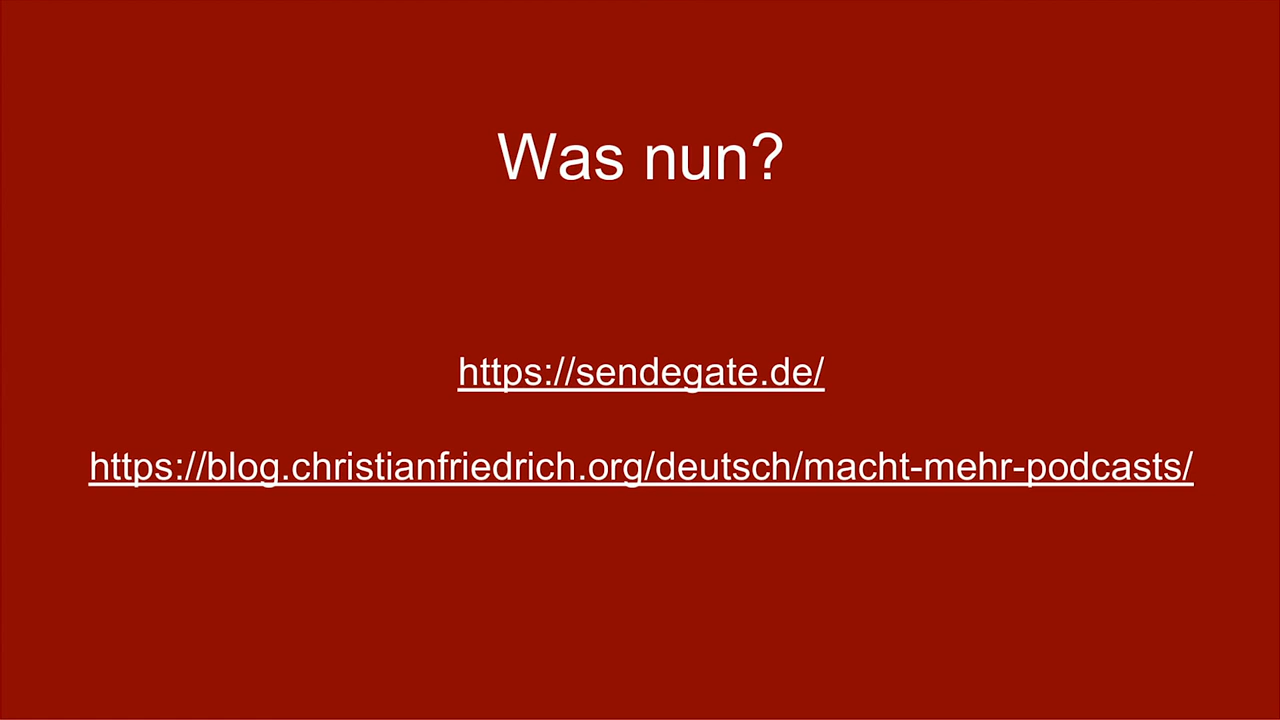 Was nun?
https://sendegate.de/
https://blog.christianfriedrich.org/deutsch/macht-mehr-podcasts/